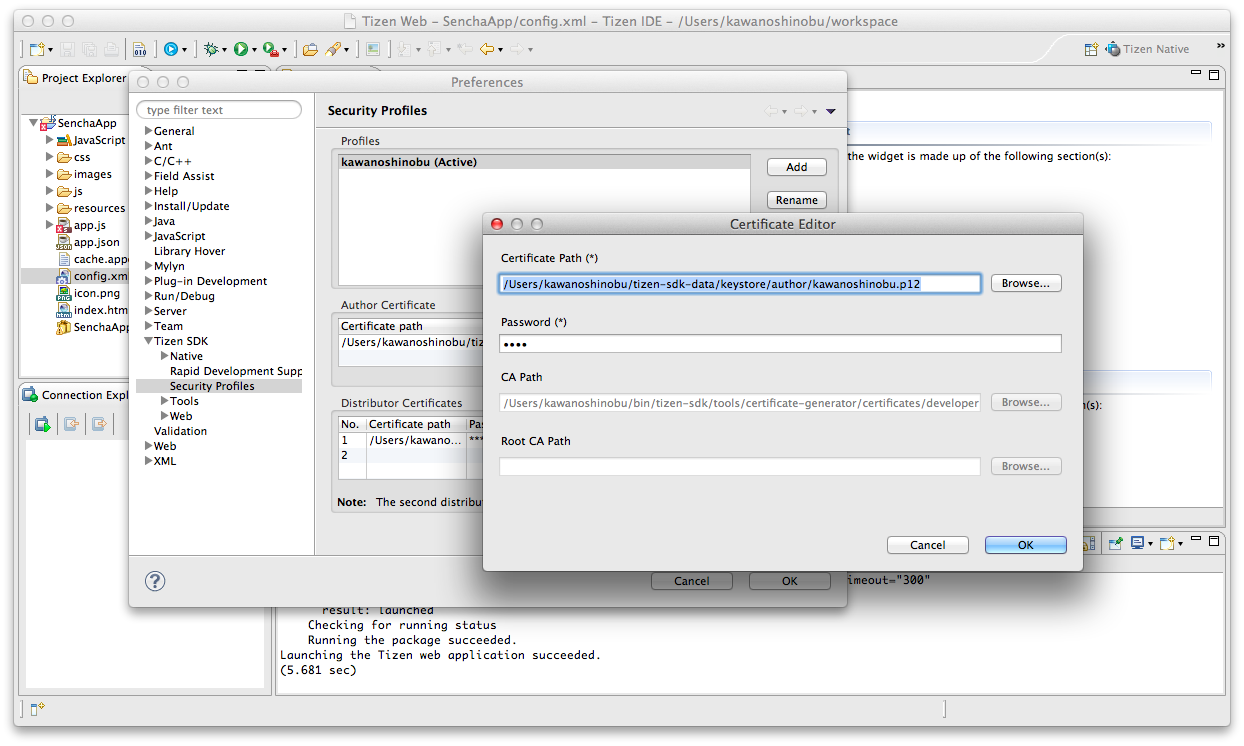 Tizen Web – SenchaApp/config.xml – Tizen IDE – /Users/kawanoshinobu/workspace
Tizen Native
»
Project Explorer
SenchaApp
JavaScript
css
images
js
resources
app.js
app.json
cache.appc
config.xm
icon.png
index.htm
SenchaApp
Connection Expl
Preferences
type filter text
General
Ant
C/C++
Field Assist
Help
Install/Update
Java
JavaScript
Library Hover
Mylyn
Plug-in Development
Run/Debug
Server
Team
Tizen SDK
Native
Rapid Development Supp
Security Profiles
Tools
Web
Validation
Web
XML
Security Profiles
Profiles
kawanoshinobu (Active)
Add
Rename
Author Certificate
Certificate path
/Users/kawanoshinobu/tiz
Distributor Certificates
No. Certificate path Pas
1 /Users/kawano... ***
2
Note: The second distribu
?
Cancel
OK
the widget is made up of the following section(s):
n(s):
Certificate Editor
Certificate Path (*)
/Users/kawanoshinobu/tizen-sdk-data/keystore/author/kawanoshinobu.p12
Browse...
Password (*)
••••
CA Path
/Users/kawanoshinobu/bin/tizen-sdk/tools/certificate-generator/certificates/developer
Browse...
Root CA Path
Browse...
Cancel
OK
imeout="300"
result: launched
Checking for running status
Running the package succeeded.
Launching the Tizen web application succeeded.
(5.681 sec)